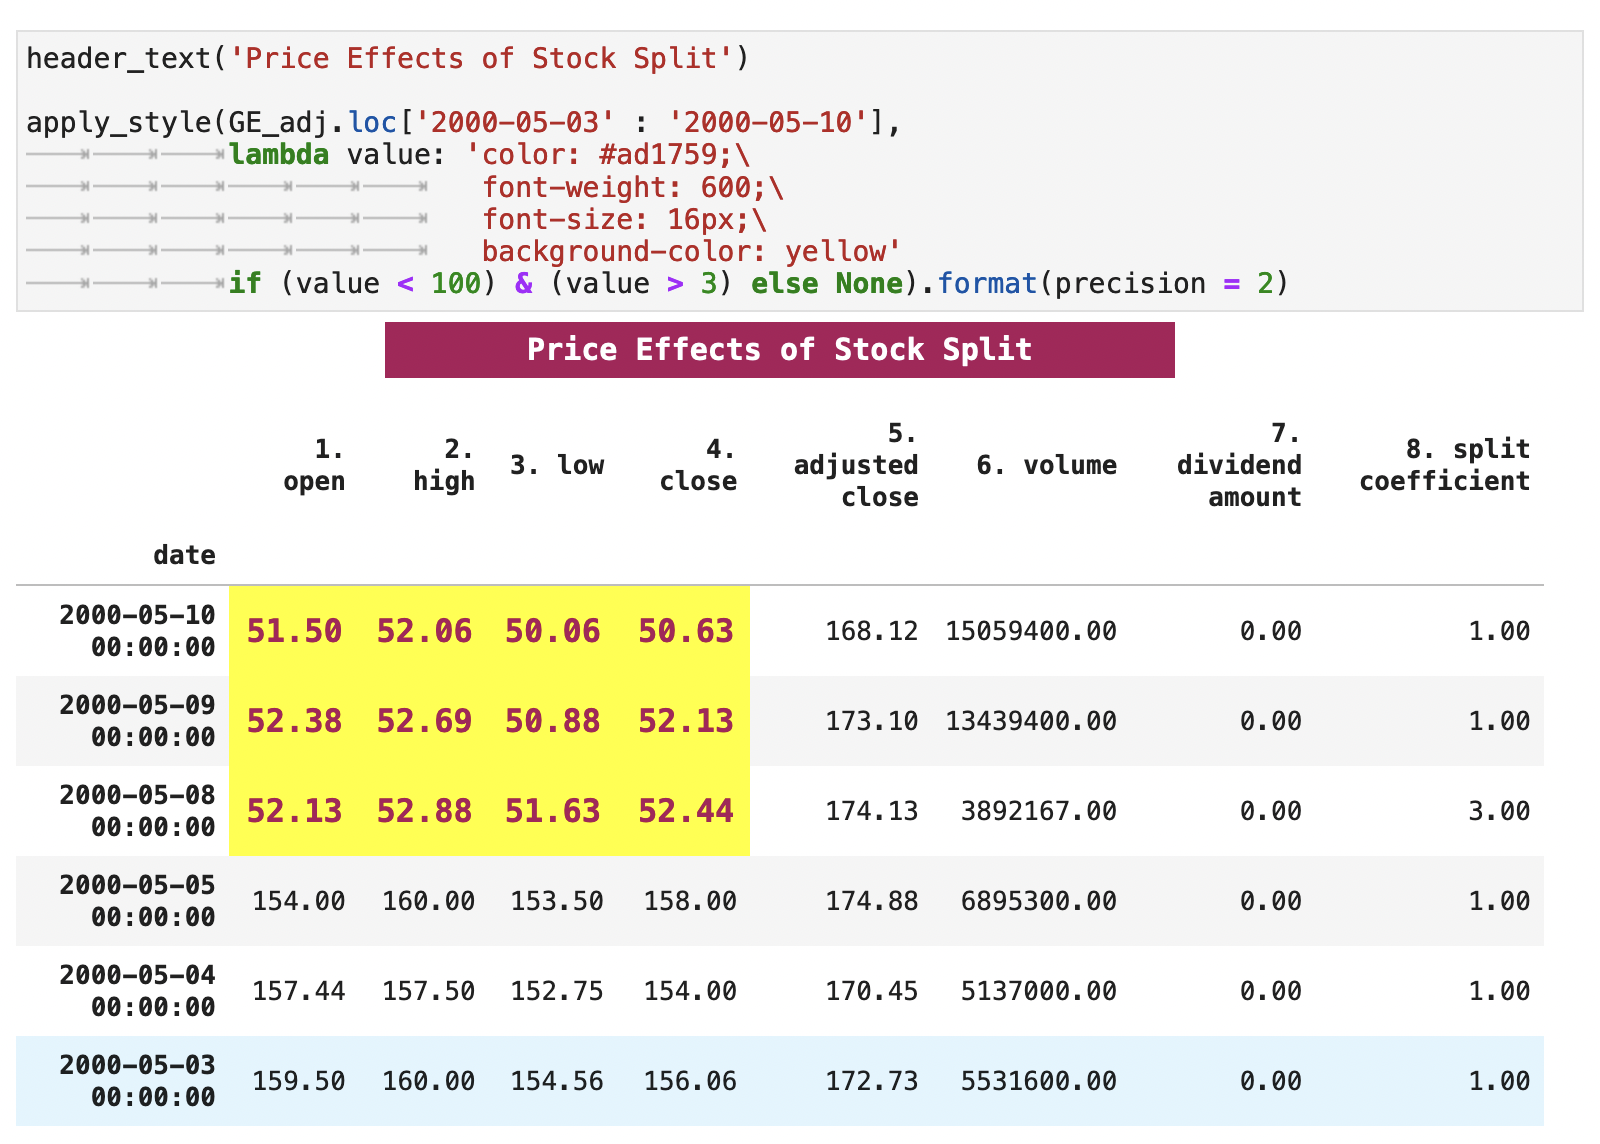 header_text('Price Effects of Stock Split')
apply_style(GE_adj.loc['2000-05-03' : '2000-05-10'],
lambda value: 'color: #ad1759;\
font-weight: 600;\
font-size: 16px;\
background-color: yellow'
if (value < 100) & (value > 3) else None).format(precision = 2)
Price Effects of Stock Split
1. open 2. high 3. low 4. close 5. adjusted close 6. volume 7. dividend amount 8. split coefficient
date
2000-05-10 00:00:00 51.50 52.06 50.06 50.63 168.12 15059400.00 0.00 1.00
2000-05-09 00:00:00 52.38 52.69 50.88 52.13 173.10 13439400.00 0.00 1.00
2000-05-08 00:00:00 52.13 52.88 51.63 52.44 174.13 3892167.00 0.00 3.00
2000-05-05 00:00:00 154.00 160.00 153.50 158.00 174.88 6895300.00 0.00 1.00
2000-05-04 00:00:00 157.44 157.50 152.75 154.00 170.45 5137000.00 0.00 1.00
2000-05-03 00:00:00 159.50 160.00 154.56 156.06 172.73 5531600.00 0.00 1.00